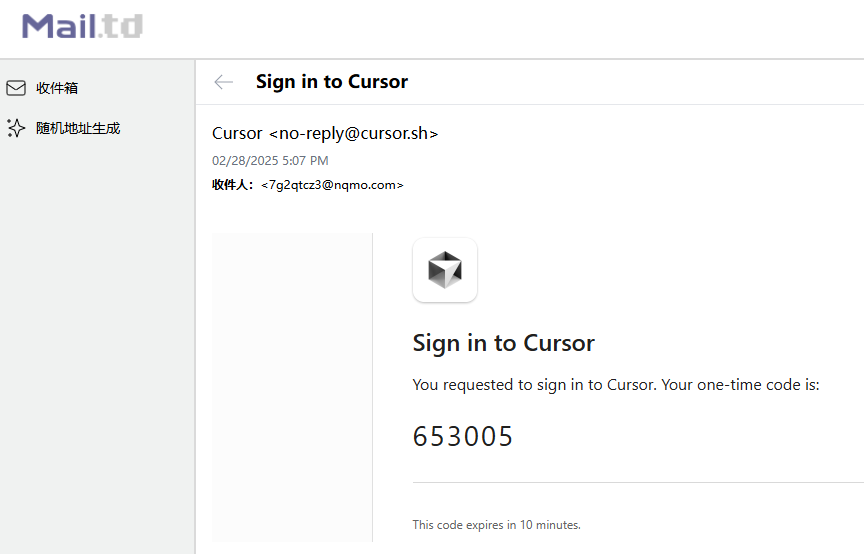 Mail.td
收件箱
随机地址生成
Sign in to Cursor
Cursor <no-reply@cursor.sh>
02/28/2025 5:07 PM
收件人： <7g2qtcz3@nqmo.com>
Sign in to Cursor
You requested to sign in to Cursor. Your one-time code is:
653005
This code expires in 10 minutes.